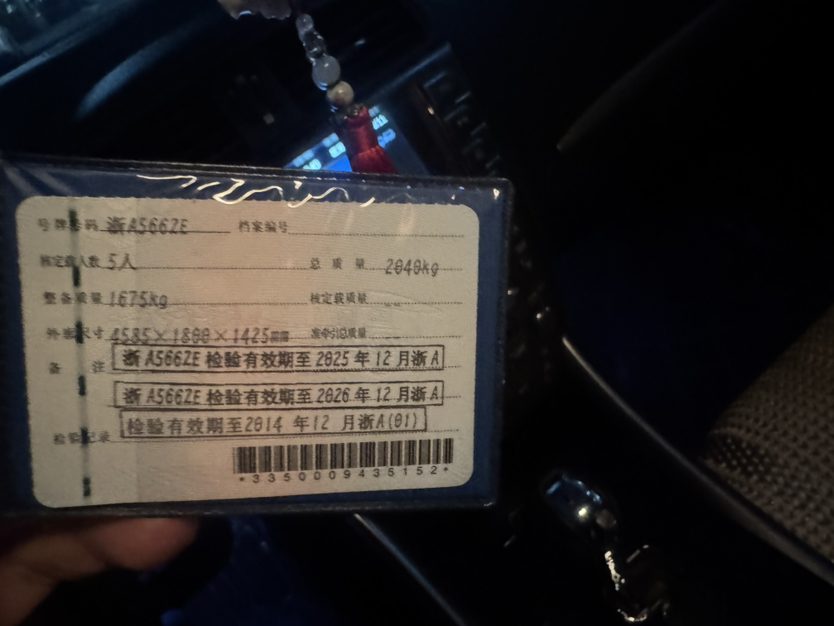 号牌号码 浙A566ZE 档案编号
核定载人数 5人 总质量 2040kg
整备质量 1675kg 核定载质量 --
外廓尺寸 4585×1800×1425mm 准牵引总质量 --
备注 浙A566ZE 检验有效期至2025年12月浙A
浙A566ZE 检验有效期至2026年12月浙A
检验有效期至2014年12月浙A(01)
检验记录
*3350009435152*